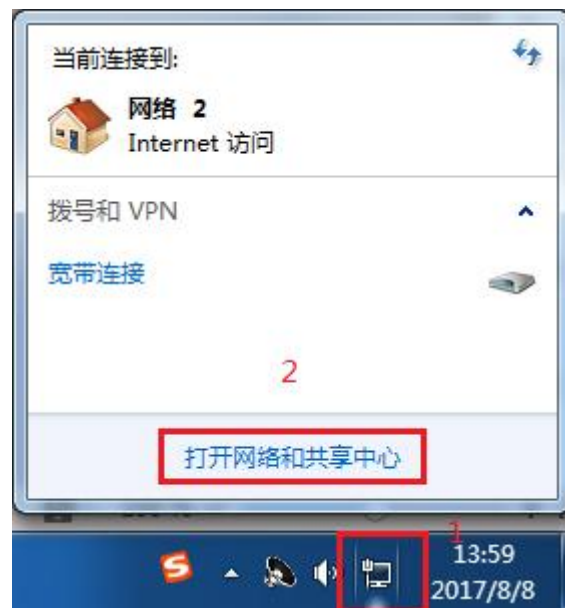 当前连接到:
网络 2
Internet 访问
拨号和 VPN
宽带连接
2
打开网络和共享中心
1
13:59
2017/8/8